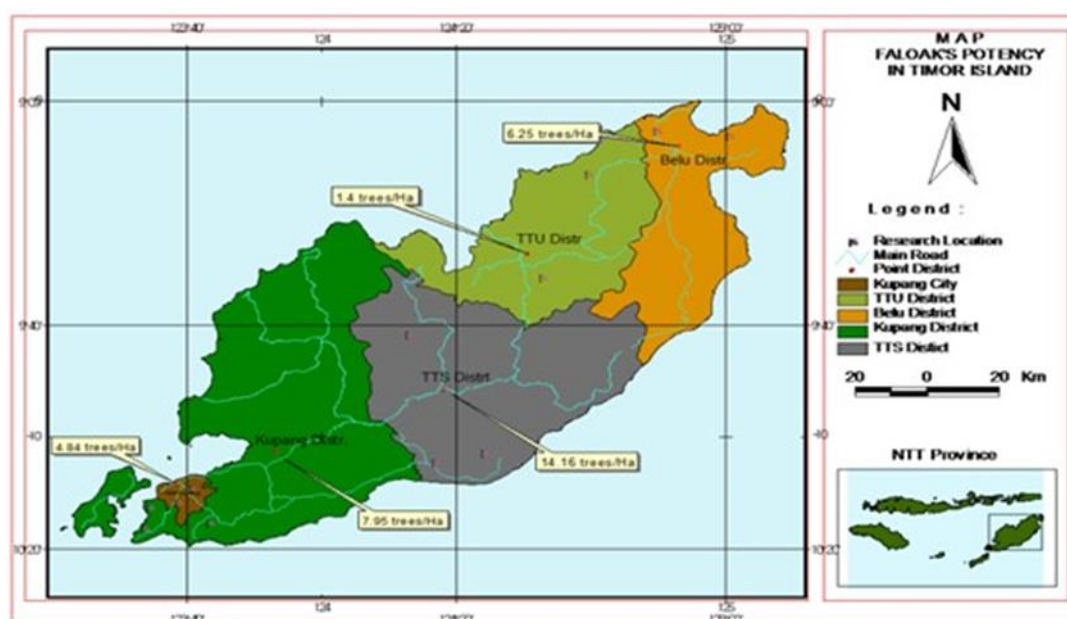 MAP
FALOAK'S POTENCY
IN TIMOR ISLAND
N
Legend :
Research Location
Main Road
Point District
Kupang City
TTU District
Belu District
Kupang District
TTS Distict
20 0 20 Km
NTT Province
124
125
6.25 trees/Ha
Belu Distr
1.4 trees/Ha
TTU Distr
TTS Distrt
4.84 trees/Ha
Kupang Distr.
14.16 trees/Ha
7.95 trees/Ha
124
125